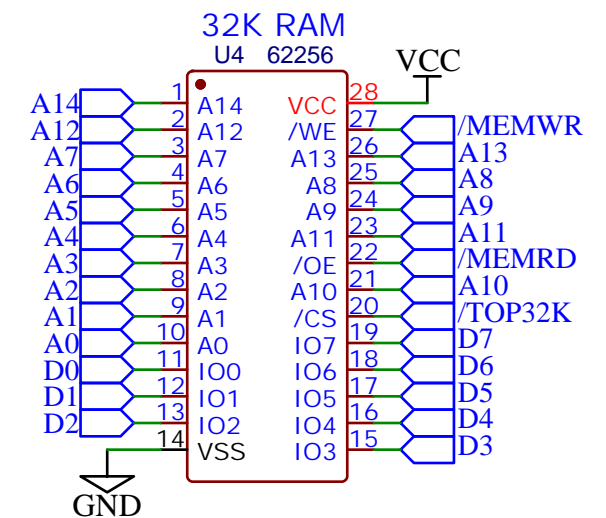 32K RAM
U4 62256
VCC
A14 1 A14 VCC 28
A12 2 A12 /WE 27 /MEMWR
A7 3 A7 A13 26 A13
A6 4 A6 A8 25 A8
A5 5 A5 A9 24 A9
A4 6 A4 A11 23 A11
A3 7 A3 /OE 22 /MEMRD
A2 8 A2 A10 21 A10
A1 9 A1 /CS 20 /TOP32K
A0 10 A0 IO7 19 D7
D0 11 IO0 IO6 18 D6
D1 12 IO1 IO5 17 D5
D2 13 IO2 IO4 16 D4
14 VSS IO3 15 D3
GND